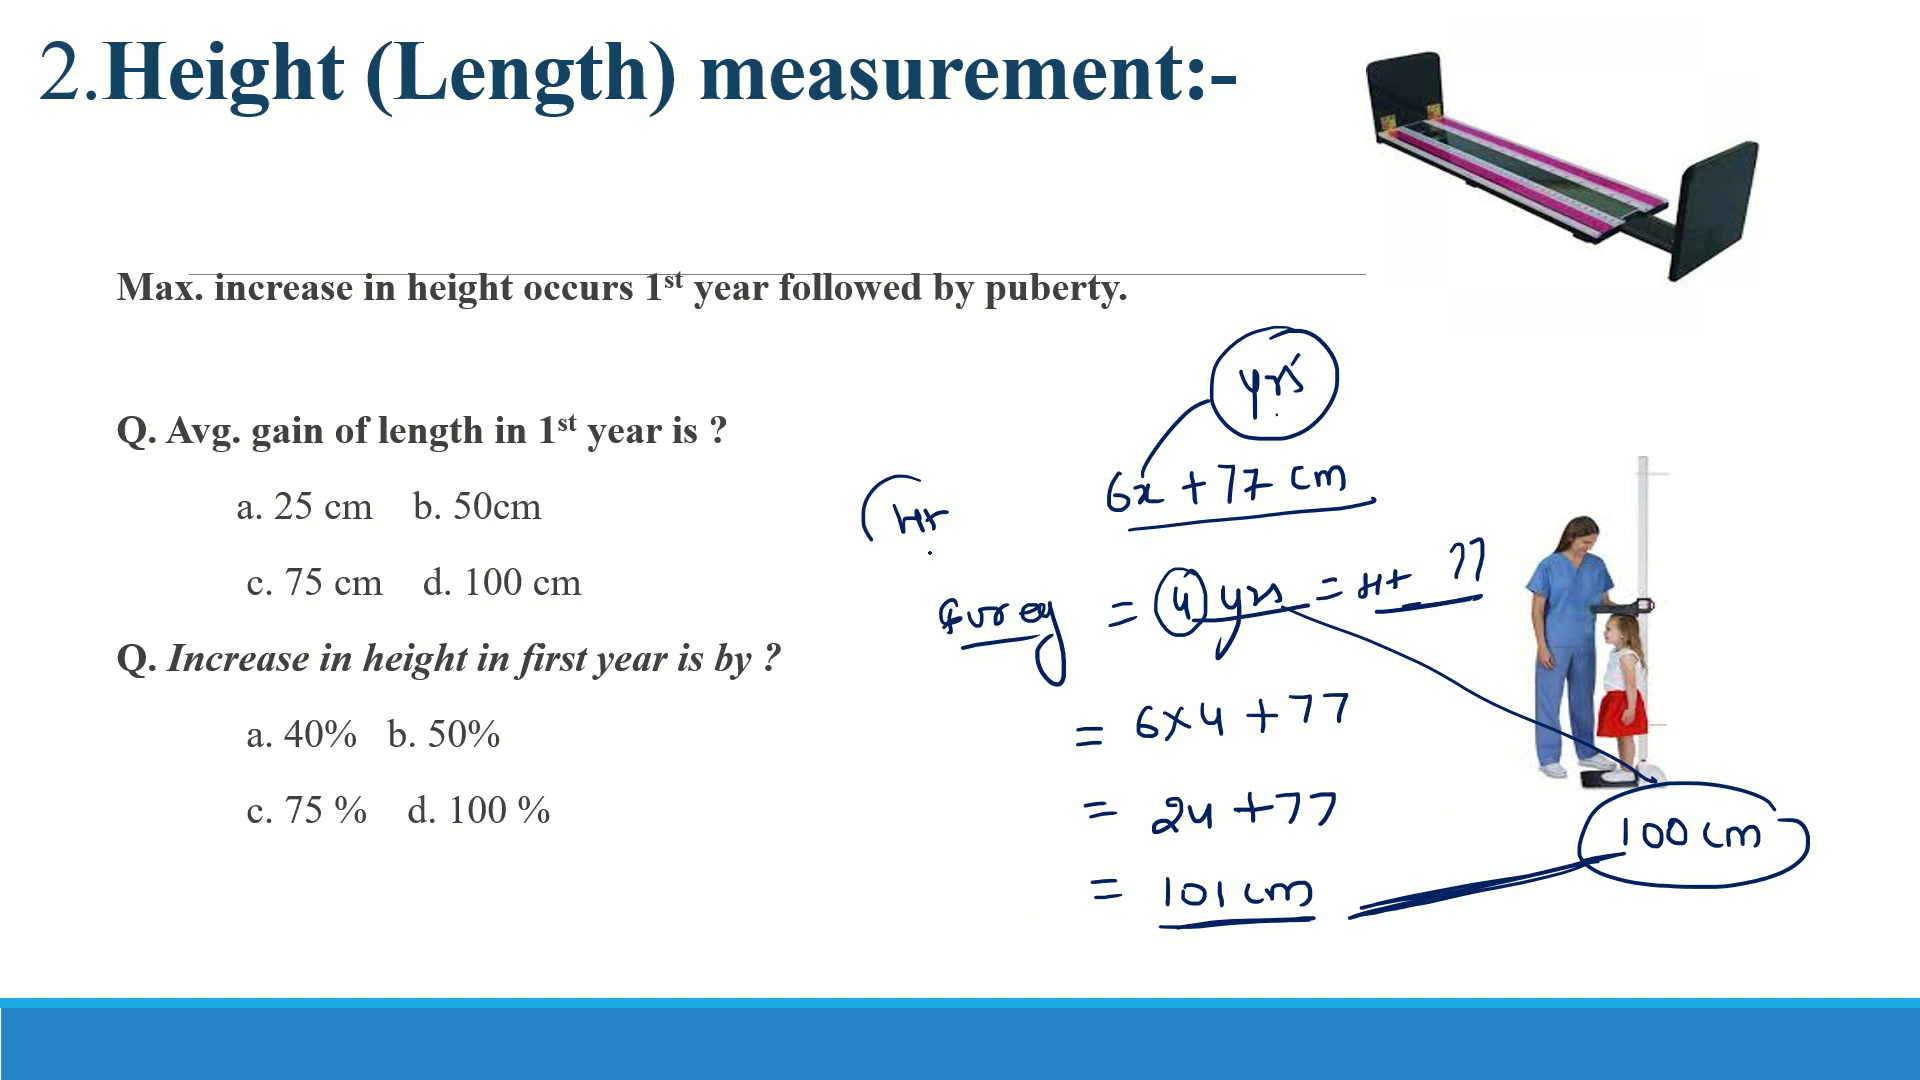 2.Height (Length) measurement:-
Max. increase in height occurs 1st year followed by puberty.
Q. Avg. gain of length in 1st year is ?
a. 25 cm b. 50cm
c. 75 cm d. 100 cm
Q. Increase in height in first year is by ?
a. 40% b. 50%
c. 75 % d. 100 %
yrs
6x + 77 cm
Ht
= 4 yrs = Ht ??
= 6x4 + 77
= 24 + 77
= 101 cm
100 cm